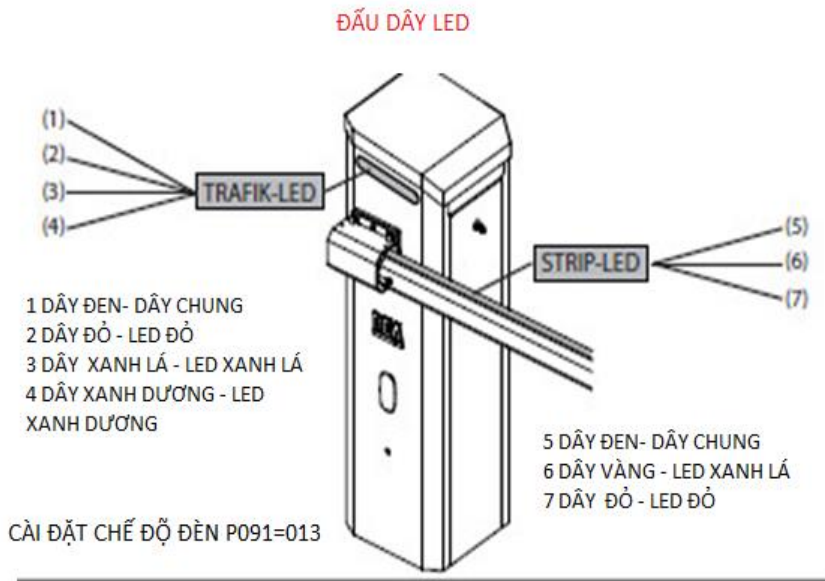 ĐẤU DÂY LED
(1)
(2)
(3)
(4)
TRAFIK-LED
STRIP-LED
(5)
(6)
(7)
1 DÂY ĐEN- DÂY CHUNG
2 DÂY ĐỎ - LED ĐỎ
3 DÂY XANH LÁ - LED XANH LÁ
4 DÂY XANH DƯƠNG - LED
XANH DƯƠNG
5 DÂY ĐEN- DÂY CHUNG
6 DÂY VÀNG - LED XANH LÁ
7 DÂY ĐỎ - LED ĐỎ
CÀI ĐẶT CHẾ ĐỘ ĐÈN P091=013